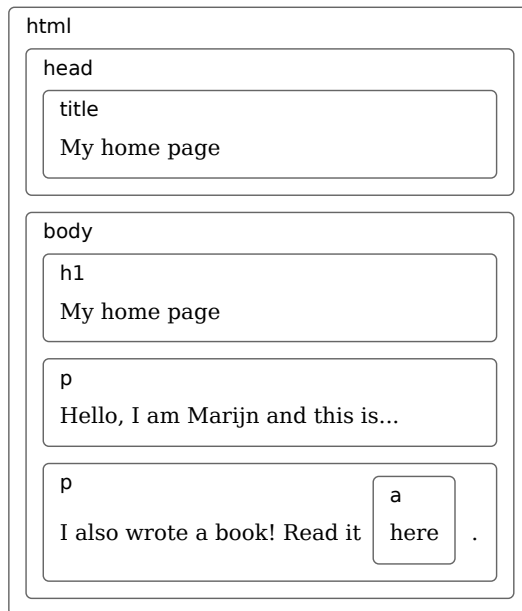 html
head
title
My home page
body
h1
My home page
p
Hello, I am Marijn and this is...
p
a
I also wrote a book! Read it here .